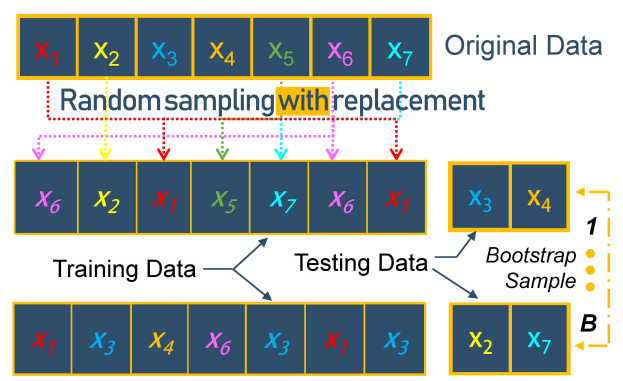 x1 x2 x3 x4 x5 x6 x7 Original Data
Random sampling with replacement
x6 x2 x1 x5 x7 x6 x1 x3 x4
1
Bootstrap
Sample
Training Data Testing Data
B
x1 x3 x4 x6 x3 x1 x3 x2 x7